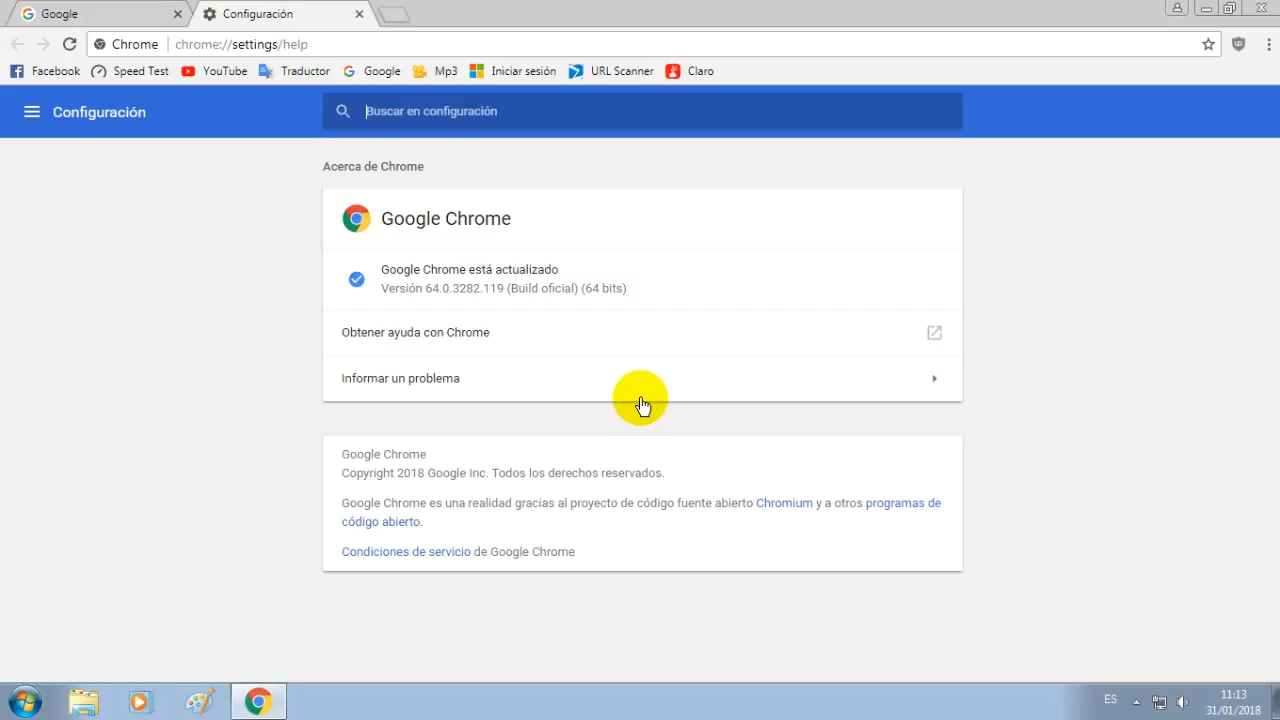 Google
Configuración
Chrome
chrome://settings/help
Facebook
Speed Test
YouTube
Traductor
Google
Mp3
Iniciar sesión
URL Scanner
Claro
Configuración
Buscar en configuración
Acerca de Chrome
Google Chrome
Google Chrome está actualizado
Versión 64.0.3282.119 (Build oficial) (64 bits)
Obtener ayuda con Chrome
Informar un problema
Google Chrome
Copyright 2018 Google Inc. Todos los derechos reservados.
Google Chrome es una realidad gracias al proyecto de código fuente abierto Chromium y a otros programas de
código abierto.
Condiciones de servicio de Google Chrome
ES
11:13
31/01/2018